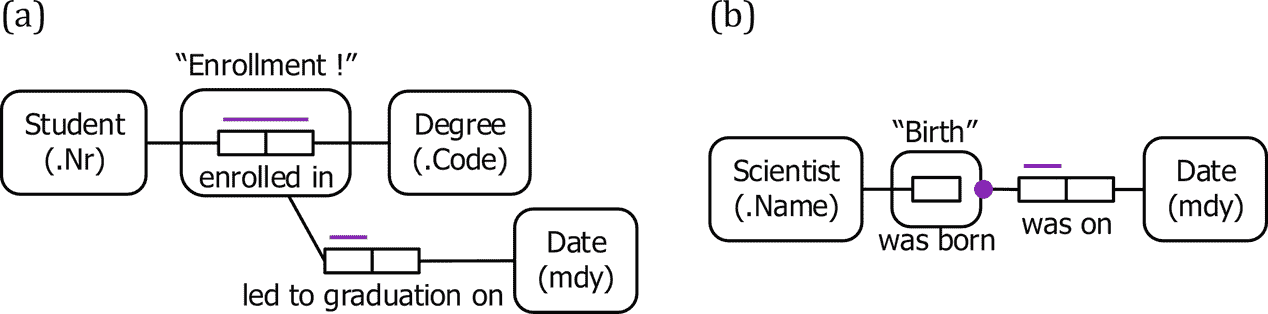 (a)
“Enrollment !”
Student
(.Nr)
Degree
(.Code)
enrolled in
Date
(mdy)
led to graduation on
(b)
“Birth”
Scientist
(.Name)
Date
(mdy)
was born
was on